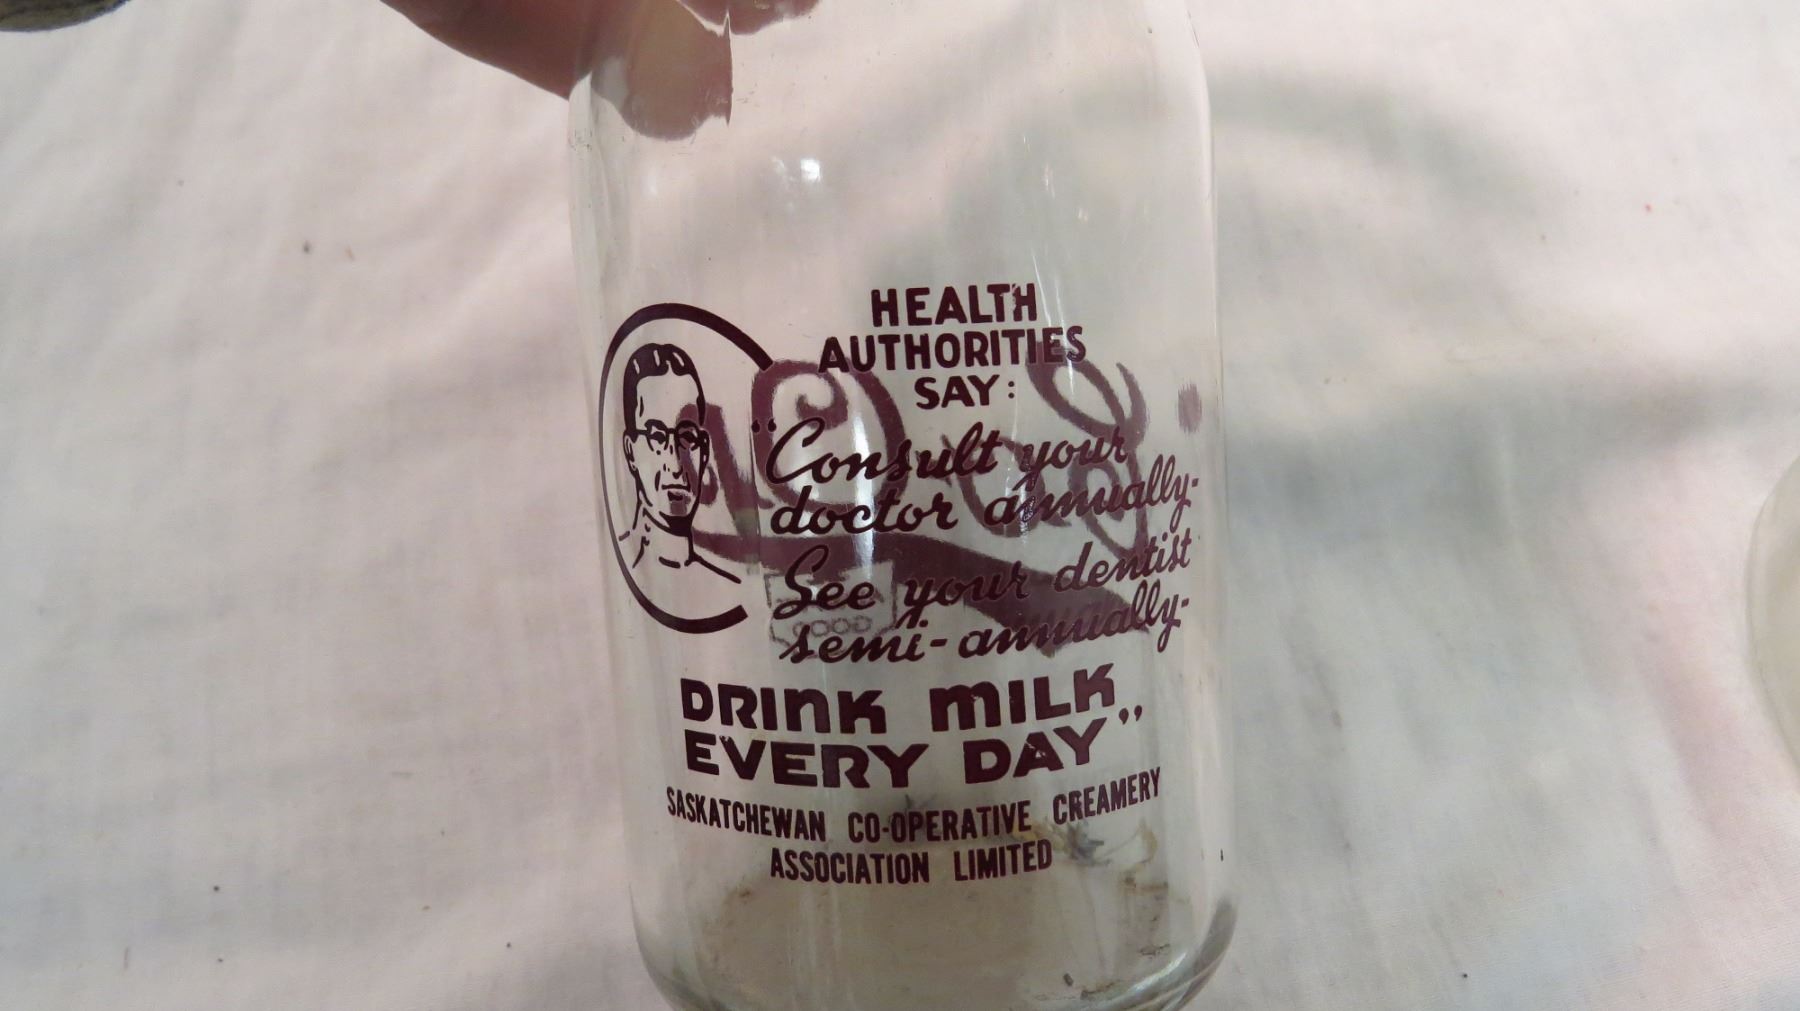 HEALTH
AUTHORITIES
SAY:
"Consult your
doctor annually.
See your dentist
semi-annually.
DRINK MILK
EVERY DAY"
SASKATCHEWAN CO-OPERATIVE CREAMERY
ASSOCIATION LIMITED